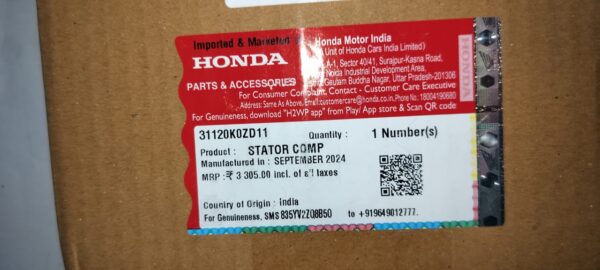 Imported & Marketed by: Honda Motor India
HONDA
(A Unit of Honda Cars India Limited)
A-1, Sector 40/41, Surajpur-Kasna Road,
Noida Industrial Development Area,
Gautam Buddha Nagar, Uttar Pradesh-201306
PARTS & ACCESSORIES
For Consumer Complaint, Contact - Customer Care Executive
Address: Same As Above, Email:customercare@honda.co.in,Phone No.: 18004190680
For Genuineness, download "H2WP app" from Play/ App store & Scan QR code
HONDA
31120K0ZD11 Quantity : 1 Number(s)
Product : STATOR COMP
Manufactured in : SEPTEMBER 2024
MRP :₹ 3 305.00 incl. of all taxes
Country of Origin : India
For Genuineness, SMS 835YV2Z08B50 to +919649012777.